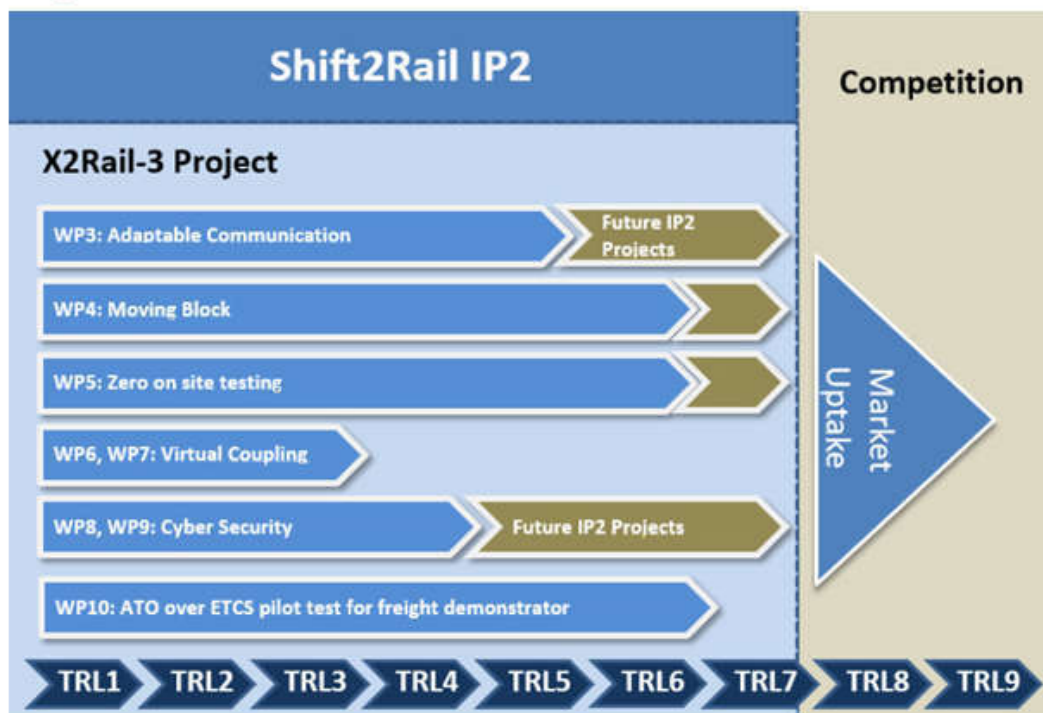 Shift2Rail IP2
Competition
X2Rail-3 Project
WP3: Adaptable Communication
Future IP2
Projects
WP4: Moving Block
WP5: Zero on site testing
WP6, WP7: Virtual Coupling
WP8, WP9: Cyber Security
Future IP2 Projects
WP10: ATO over ETCS pilot test for freight demonstrator
Market
Uptake
TRL1 TRL2 TRL3 TRL4 TRL5 TRL6 TRL7 TRL8 TRL9